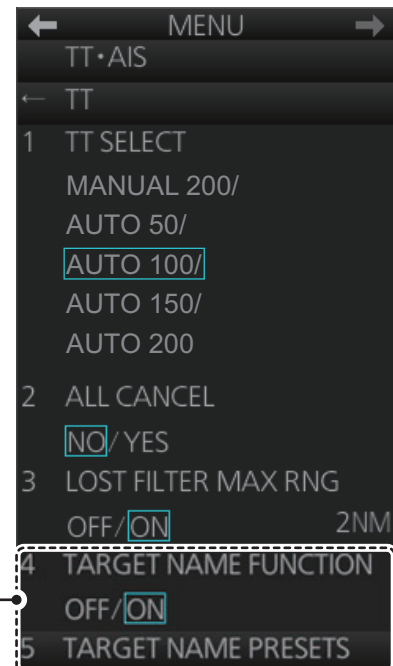 ← MENU →
TT•AIS
← TT
1 TT SELECT
MANUAL 200/
AUTO 50/
AUTO 100/
AUTO 150/
AUTO 200
2 ALL CANCEL
NO/YES
3 LOST FILTER MAX RNG
OFF/ON 2NM
4 TARGET NAME FUNCTION
OFF/ON
5 TARGET NAME PRESETS